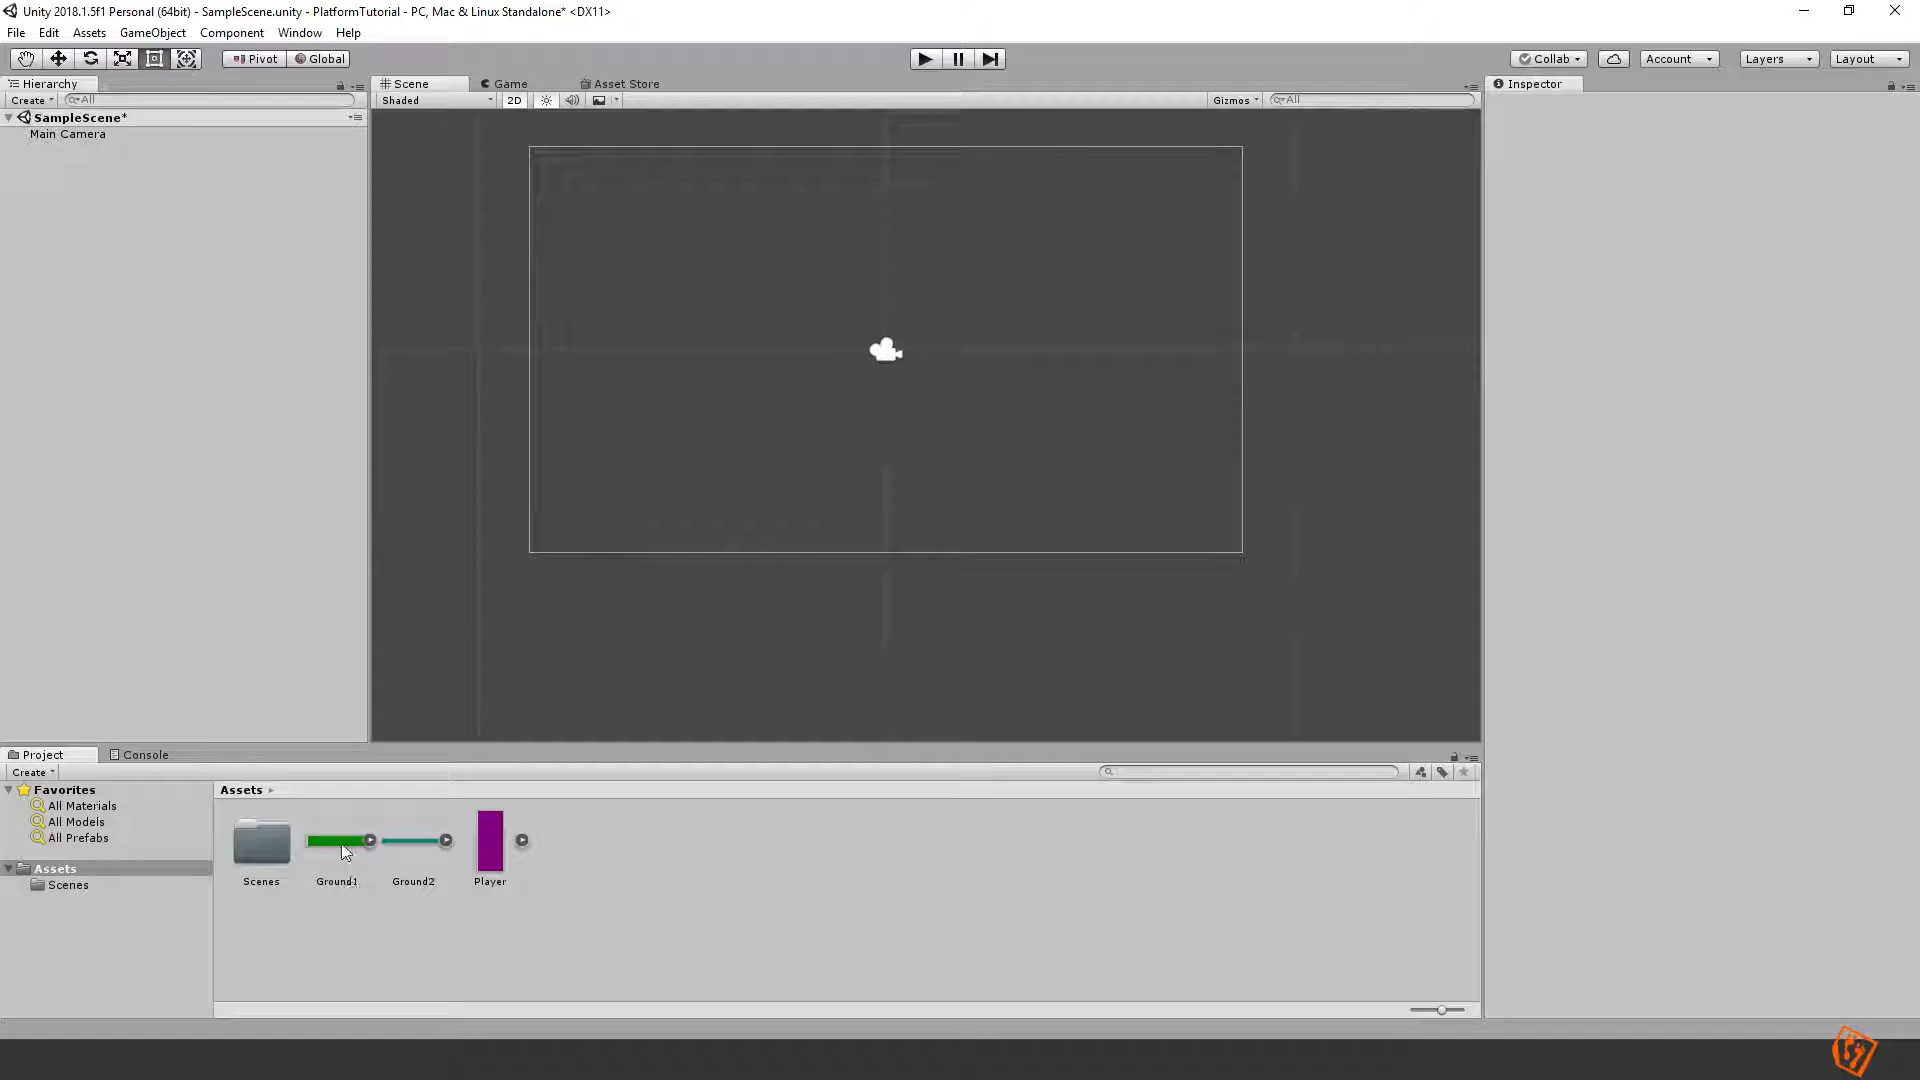 Unity 2018.1.5f1 Personal (64bit) - SampleScene.unity - PlatformTutorial - PC, Mac & Linux Standalone* <DX11>
File Edit Assets GameObject Component Window Help
Pivot Global Collab Account Layers Layout
Hierarchy Scene Game Asset Store Inspector
Create All Shaded 2D Gizmos All
SampleScene*
Main Camera
Project Console
Create
Favorites Assets
All Materials
All Models
All Prefabs
Assets
Scenes
Scenes Ground1 Ground2 Player